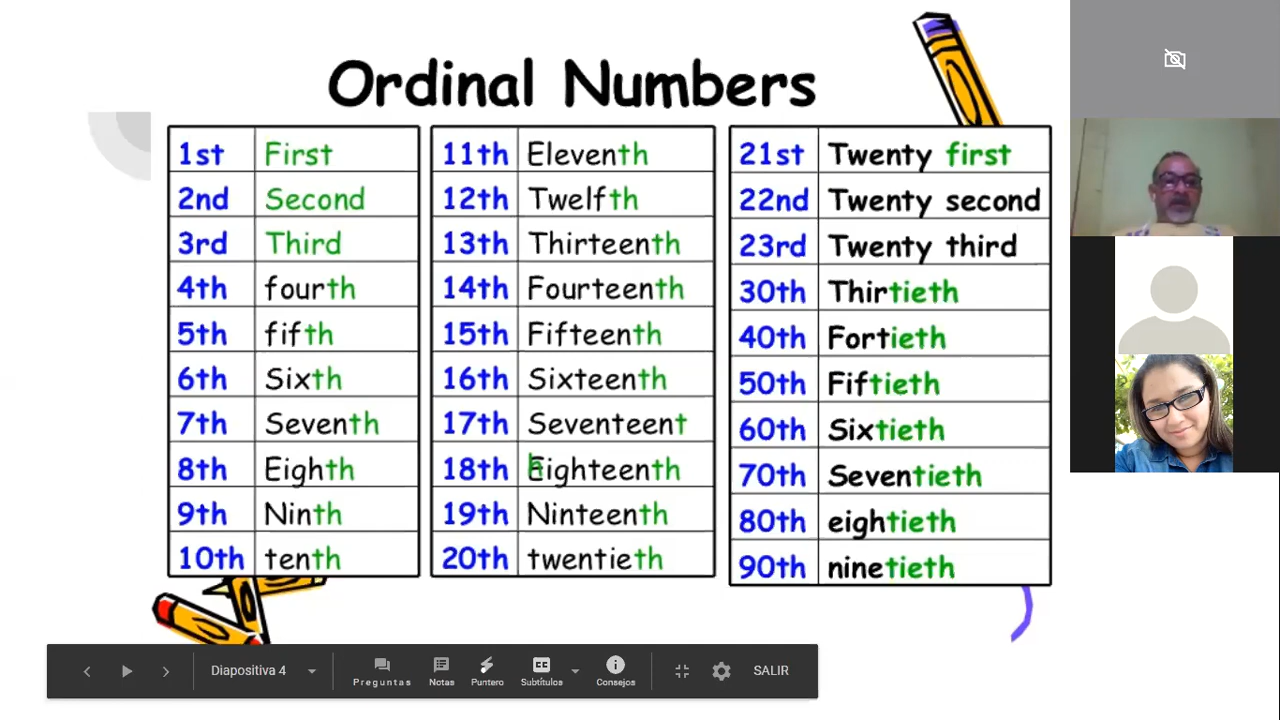 Ordinal Numbers
1st First
2nd Second
3rd Third
4th fourth
5th fifth
6th Sixth
7th Seventh
8th Eighth
9th Ninth
10th tenth
11th Eleventh
12th Twelfth
13th Thirteenth
14th Fourteenth
15th Fifteenth
16th Sixteenth
17th Seventeent
h
18th Eighteenth
19th Ninteenth
20th twentieth
21st Twenty first
22nd Twenty second
23rd Twenty third
30th Thirtieth
40th Fortieth
50th Fiftieth
60th Sixtieth
70th Seventieth
80th eightieth
90th ninetieth
Diapositiva 4
Preguntas Notas Puntero CC Subtítulos Consejos SALIR